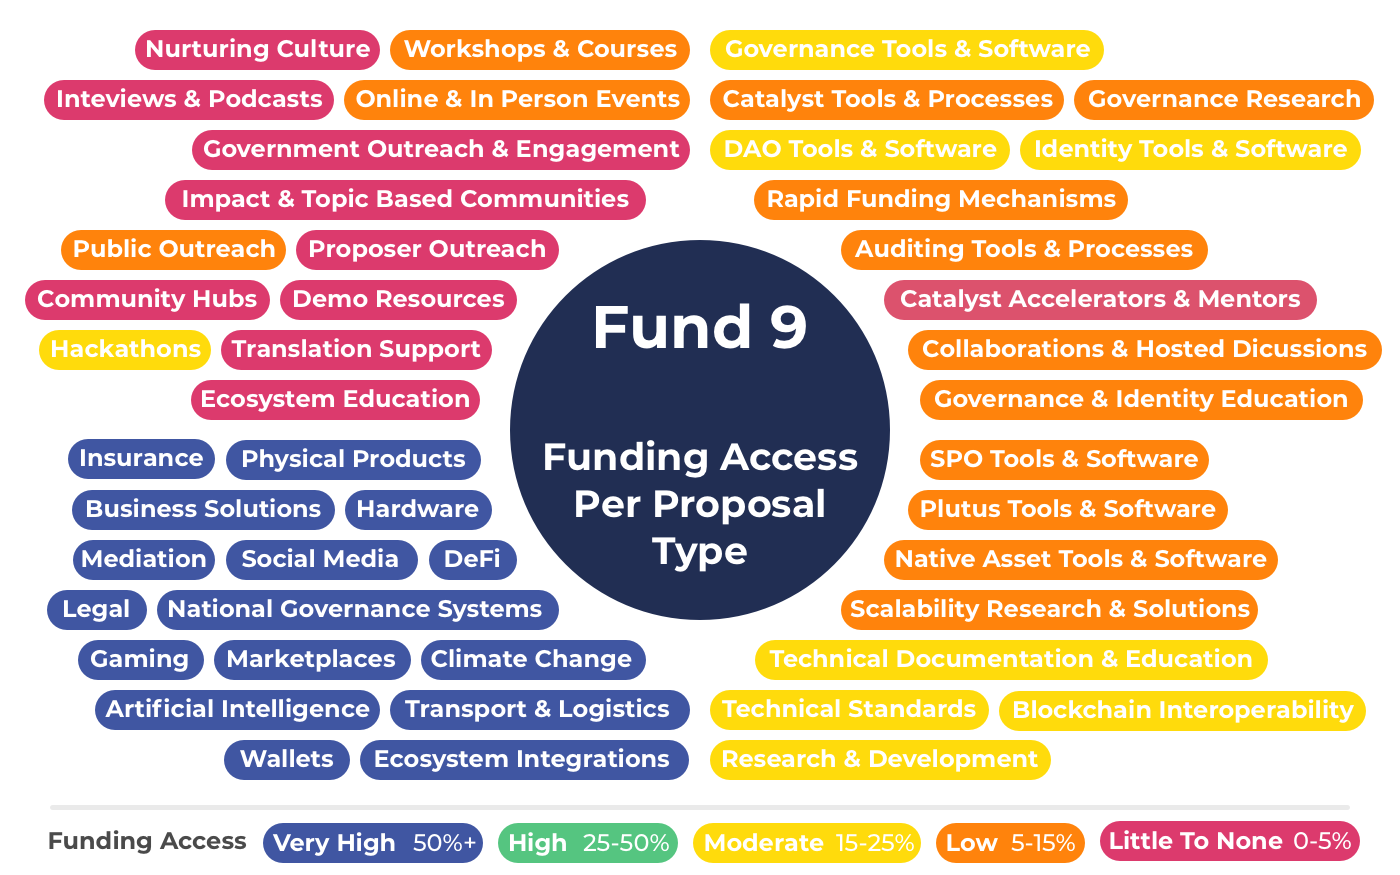 Nurturing Culture Workshops & Courses Governance Tools & Software
Inteviews & Podcasts Online & In Person Events Catalyst Tools & Processes Governance Research
Government Outreach & Engagement DAO Tools & Software Identity Tools & Software
Impact & Topic Based Communities Rapid Funding Mechanisms
Public Outreach Proposer Outreach Auditing Tools & Processes
Community Hubs Demo Resources Catalyst Accelerators & Mentors
Hackathons Translation Support Collaborations & Hosted Dicussions
Ecosystem Education Governance & Identity Education
Fund 9
Funding Access
Per Proposal
Type
Insurance Physical Products SPO Tools & Software
Business Solutions Hardware Plutus Tools & Software
Mediation Social Media DeFi Native Asset Tools & Software
Legal National Governance Systems Scalability Research & Solutions
Gaming Marketplaces Climate Change Technical Documentation & Education
Artificial Intelligence Transport & Logistics Technical Standards Blockchain Interoperability
Wallets Ecosystem Integrations Research & Development
Funding Access Very High 50%+ High 25-50% Moderate 15-25% Low 5-15% Little To None 0-5%